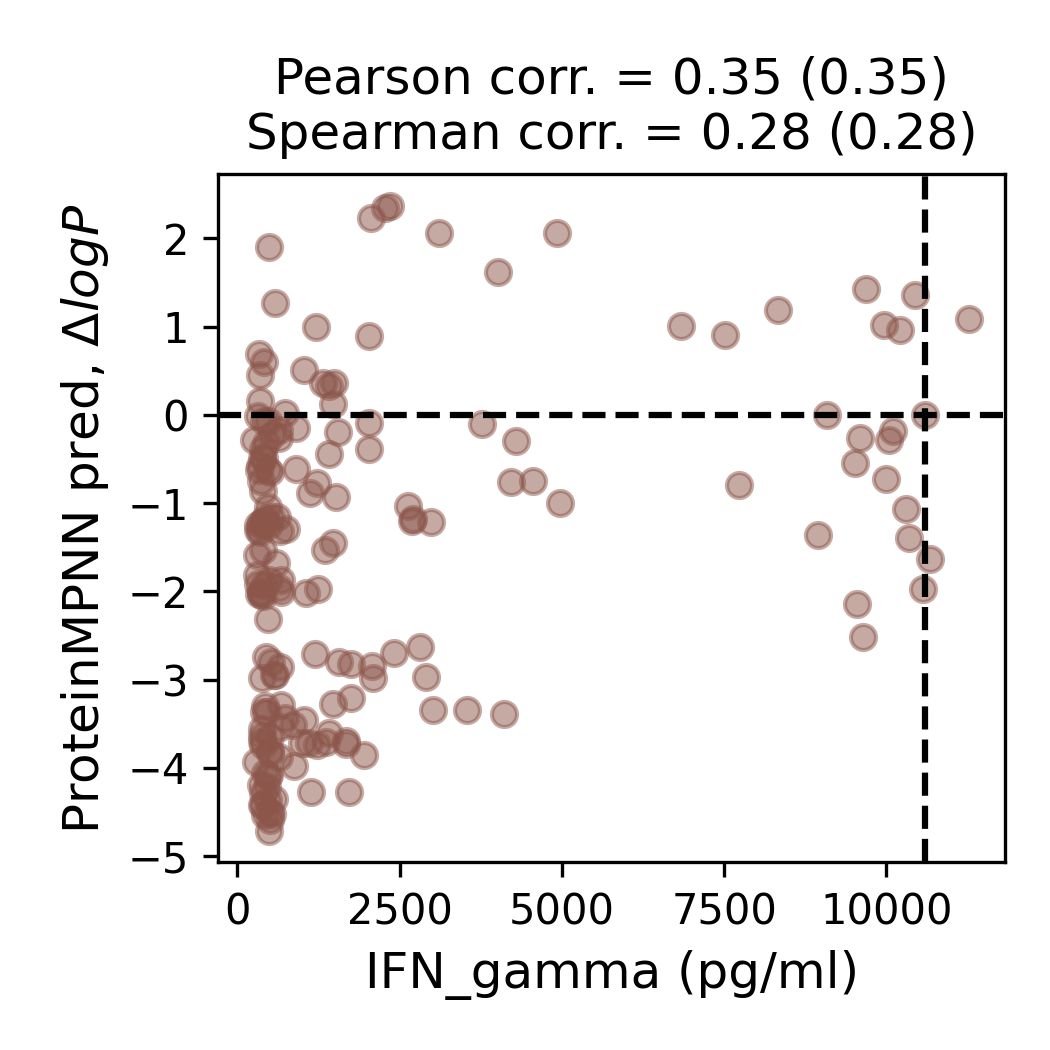 Pearson corr. = 0.35 (0.35)
Spearman corr. = 0.28 (0.28)
ProteinMPNN pred, ΔlogP
2
1
0
−1
−2
−3
−4
−5
0 2500 5000 7500 10000
IFN_gamma (pg/ml)